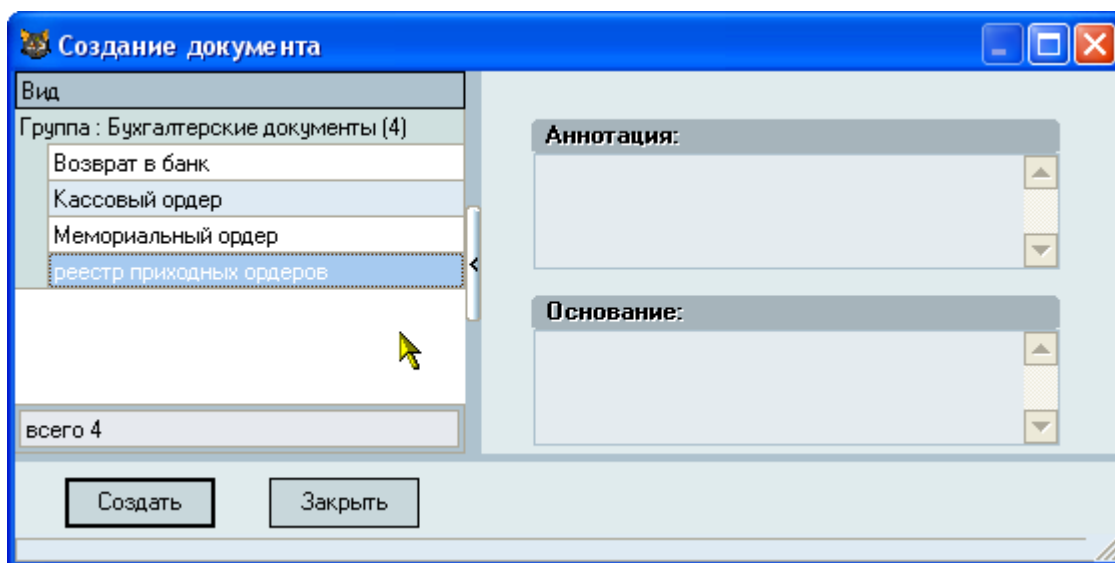 Создание документа
Вид
Группа : Бухгалтерские документы (4)
Возврат в банк
Кассовый ордер
Мемориальный ордер
реестр приходных ордеров
всего 4
Аннотация:
Основание:
Создать
Закрыть